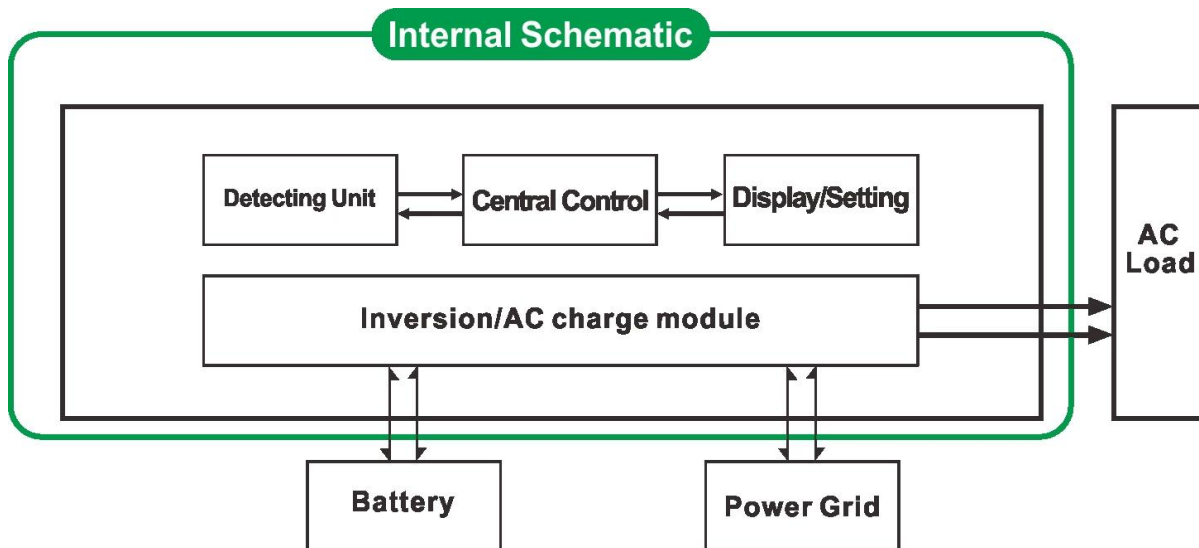 Internal Schematic
Detecting Unit
Central Control
Display/Setting
AC
Load
Inversion/AC charge module
Battery
Power Grid